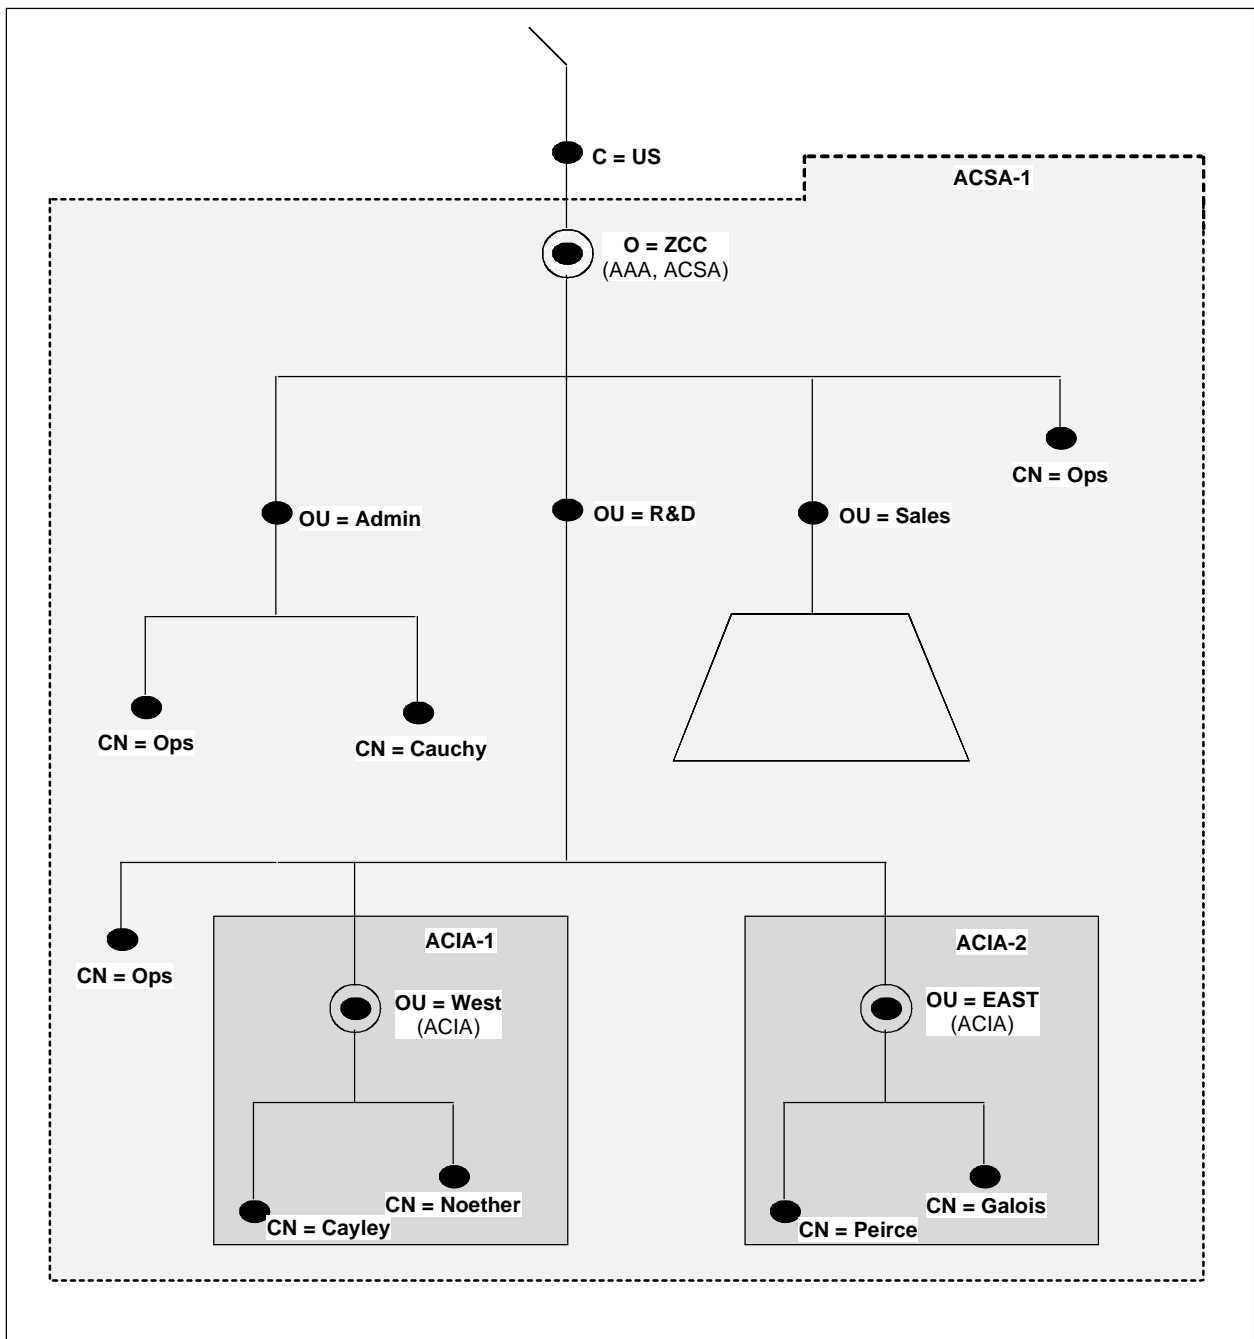 C = US
ACSA-1
O = ZCC
(AAA, ACSA)
CN = Ops
OU = Admin
OU = R&D
OU = Sales
CN = Ops
CN = Cauchy
ACIA-1
ACIA-2
CN = Ops
OU = West
(ACIA)
OU = EAST
(ACIA)
CN = Noether
CN = Galois
CN = Cayley
CN = Peirce